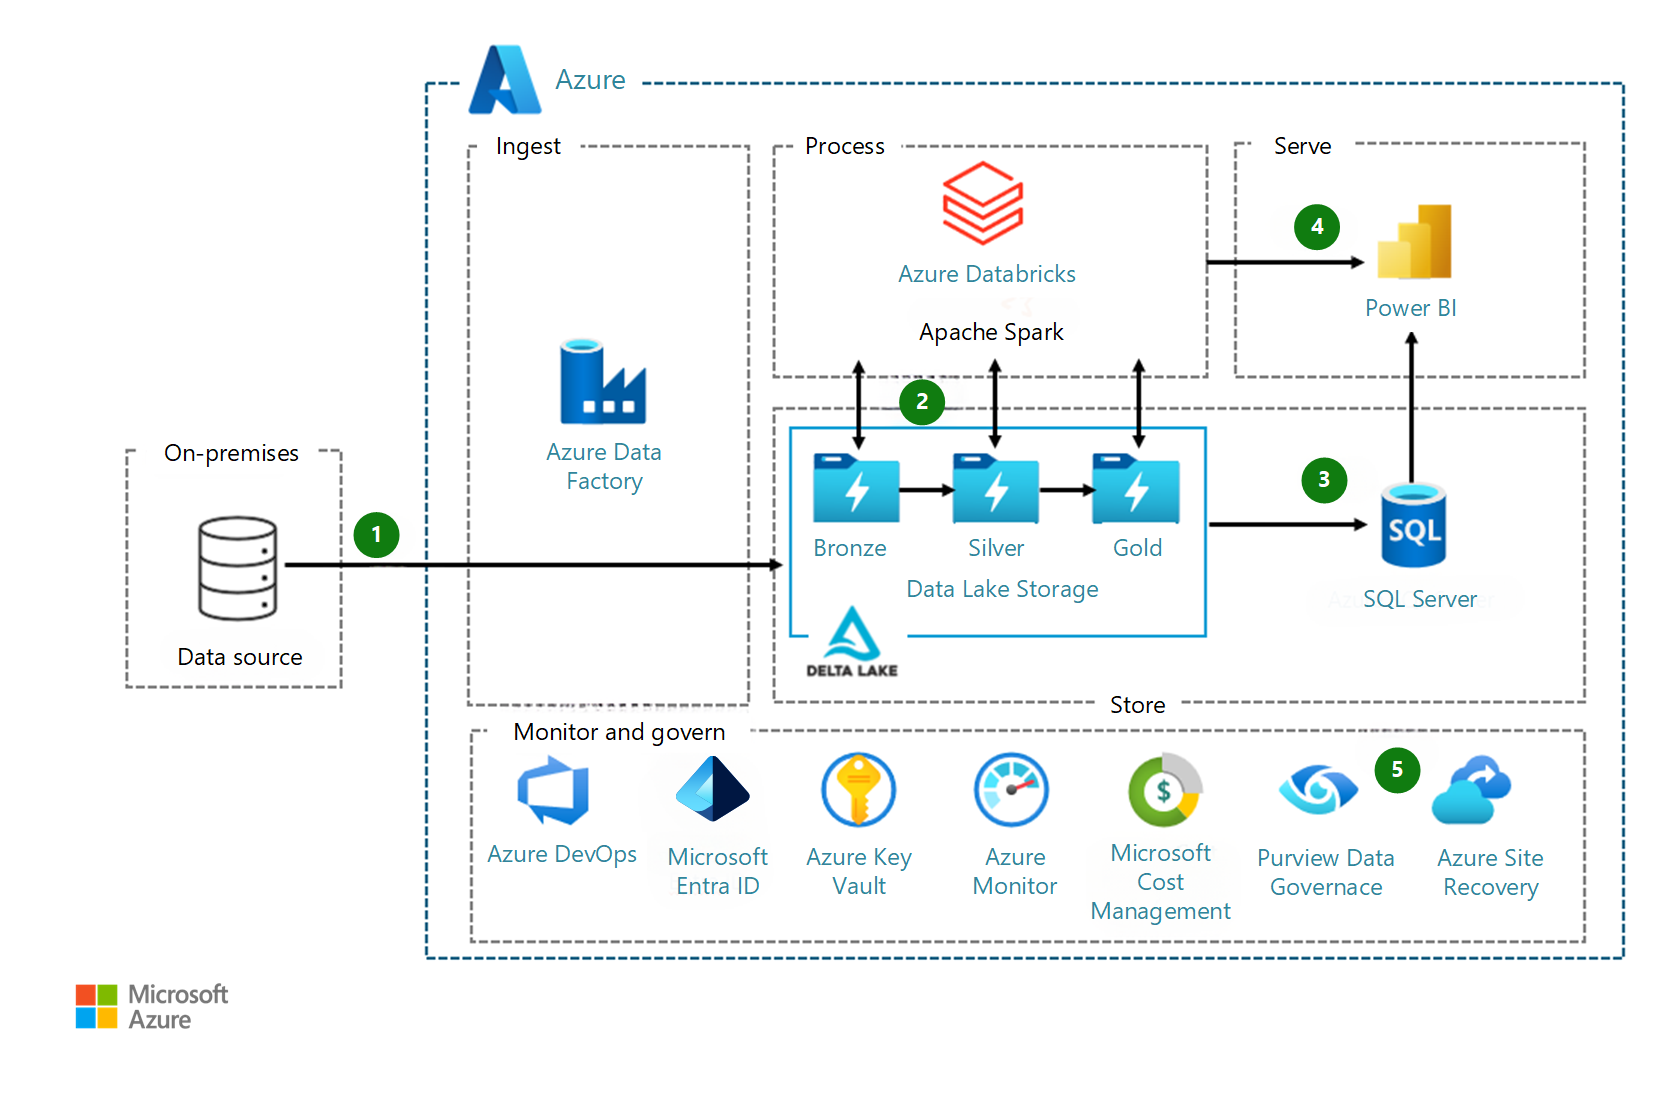 Azure
Ingest
Process
Serve
4
Azure Databricks
Power BI
Apache Spark
2
On-premises
Azure Data
Factory
3
SQL
1
Bronze
Silver
Gold
Data Lake Storage
SQL Server
DELTA LAKE
Data source
Store
Monitor and govern
5
$
Azure DevOps
Microsoft
Entra ID
Azure Key
Vault
Azure
Monitor
Microsoft
Cost
Management
Purview Data
Governace
Azure Site
Recovery
Microsoft
Azure